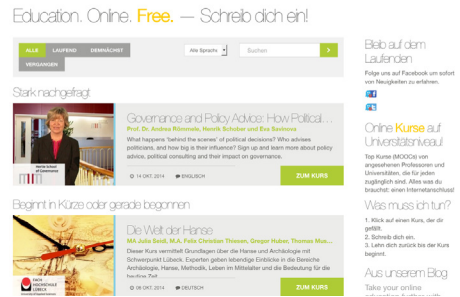 Education. Online. Free. — Schreib dich ein!
ALLE LAUFEND DEMNÄCHST
VERGANGEN
Alle Sprache
Suchen
Stark nachgefragt
Governance and Policy Advice: How Political...
Prof. Dr. Andrea Römmele, Henrik Schober und Eva Savinova
What happens 'behind the scenes' of political decisions? Who advises
politicians, and how big is their influence? Sign up and learn more about policy
advice, political consulting and their impact on governance.
14 OKT. 2014 ENGLISCH ZUM KURS
Hertie School
of Governance
Beginnt in Kürze oder gerade begonnen
Die Welt der Hanse
MA Julia Seidl, M.A. Felix Christian Thiessen, Gregor Huber, Thomas Mus...
Dieser Kurs vermittelt Grundlagen über die Hanse und Archäologie mit
Schwerpunkt Lübeck. Experten geben lebendige Einblicke in die Bereiche
Archäologie, Hanse, Methodik, Leben im Mittelalter und die Bedeutung für die
heutige Zeit
06 OKT. 2014 DEUTSCH ZUM KURS
FACH
HOCHSCHULE
LÜBECK
Bleib auf dem
Laufenden
Folge uns auf Facebook um sofort
von Neuigkeiten zu erfahren.
Online Kurse auf
Universitätsniveau!
Top Kurse (MOOCs) von
angesehenen Professoren und
Universitäten, die für jeden
zugänglich sind. Alles was du
brauchst: einen Internetanschluss!
Was muss ich tun?
1. Klick auf einen Kurs, der dir
gefällt.
2. Schreib dich ein.
3. Lehn dich zurück bis der Kurs
beginnt.
Aus unserem Blog
Take your online
education further with